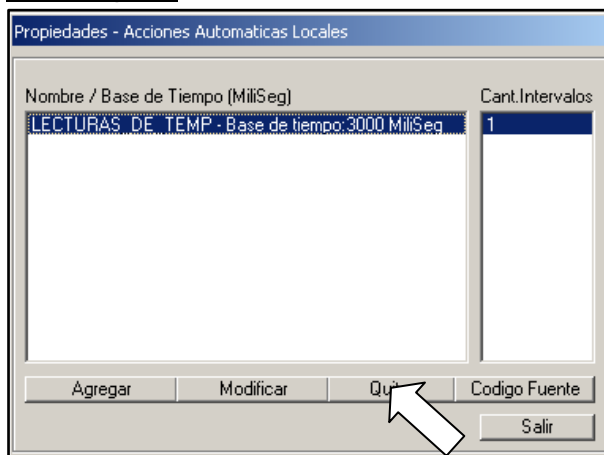 Propiedades - Acciones Automaticas Locales
Nombre / Base de Tiempo (MiliSeg) Cant.Intervalos
LECTURAS_DE_TEMP - Base de tiempo:3000 MiliSeg 1
Agregar Modificar Codigo Fuente
Salir